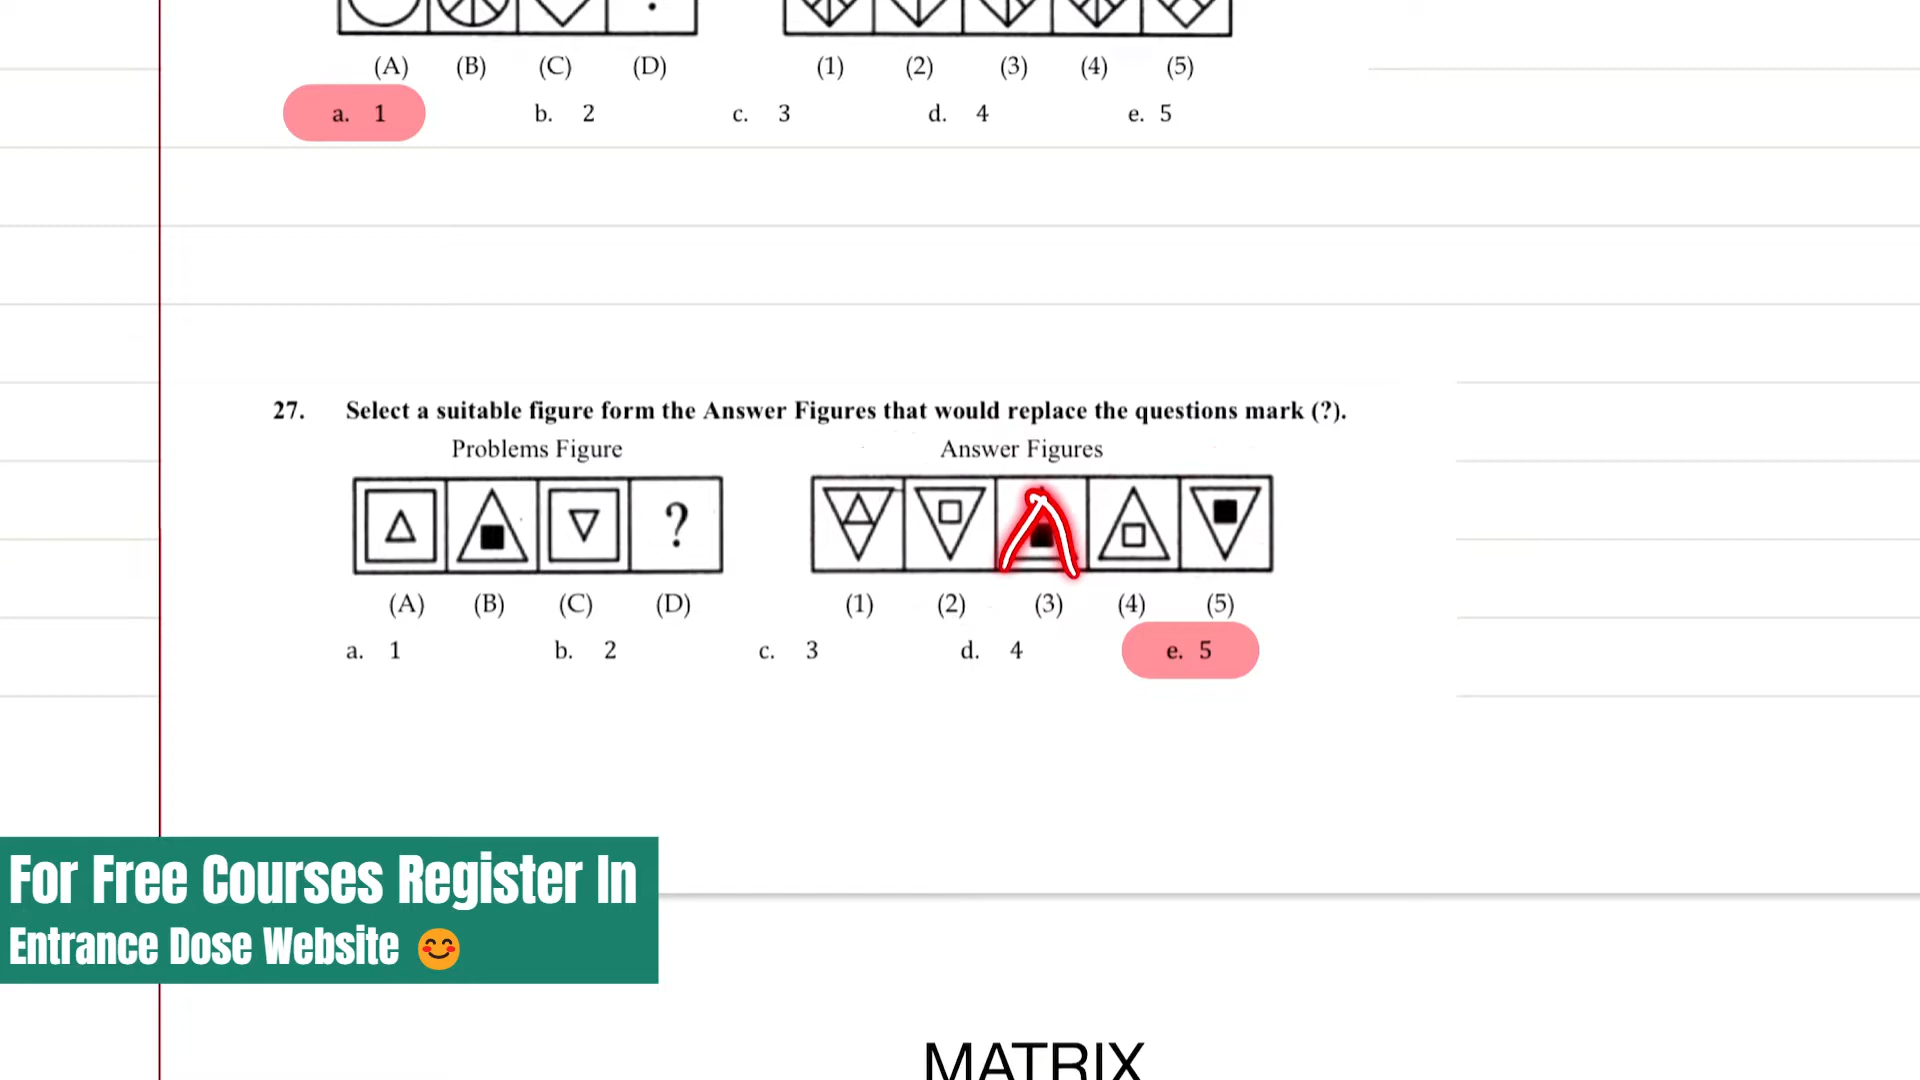 (A) (B) (C) (D) (1) (2) (3) (4) (5)
a. 1 b. 2 c. 3 d. 4 e. 5
27. Select a suitable figure form the Answer Figures that would replace the questions mark (?).
Problems Figure Answer Figures
?
(A) (B) (C) (D) (1) (2) (3) (4) (5)
a. 1 b. 2 c. 3 d. 4 e. 5
For Free Courses Register In
Entrance Dose Website 😊
MATRIX